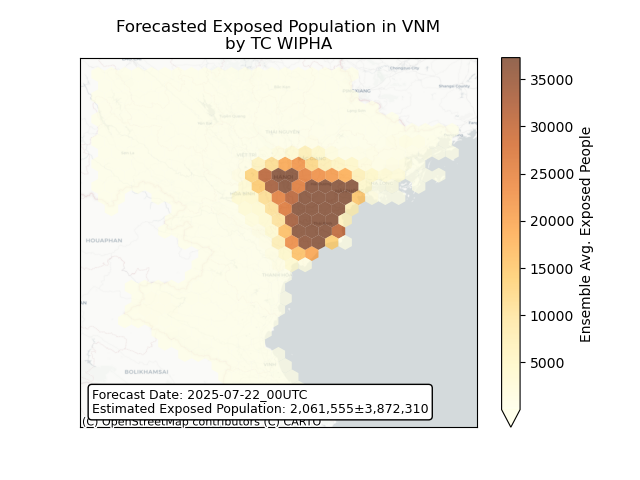 Forecasted Exposed Population in VNM
by TC WIPHA
35000
30000
25000
20000
15000
10000
5000
Ensemble Avg. Exposed People
HOUAPHAN
BOLIKHAMSAI
Forecast Date: 2025-07-22_00UTC
Estimated Exposed Population: 2,061,555±3,872,310
(C) OpenStreetMap contributors (C) CARTO